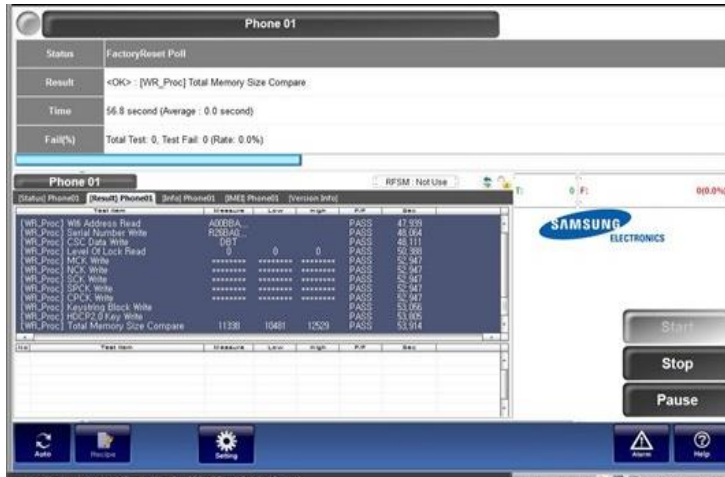 Phone 01
Status FactoryReset Poll
Result <OK> : [WR_Proc] Total Memory Size Compare
Time 56.8 second (Average : 0.0 second)
Fail(%) Total Test: 0, Test Fail: 0 (Rate: 0.0%)
Phone 01 RFSM : Not Use T: 0 F: 0(0.0%)
[Status] Phone01 [Result] Phone01 [Info] Phone01 [IMEI] Phone01 [Version Info]
Test Item Measure Low High P/F Sec
[WR_Proc] Wifi Address Read A00BBA... PASS 47,939
[WR_Proc] Serial Number Write R28BA0... PASS 48,064
[WR_Proc] CSC Data Write DBT PASS 48,111
[WR_Proc] Level Of Lock Read 0 0 0 PASS 50,388
[WR_Proc] MCK Write ******** ******** ******** PASS 52,947
[WR_Proc] NCK Write ******** ******** ******** PASS 52,947
[WR_Proc] SCK Write ******** ******** ******** PASS 52,947
[WR_Proc] SPCK Write ******** ******** ******** PASS 52,947
[WR_Proc] CPCK Write ******** ******** ******** PASS 52,947
[WR_Proc] Keystring Block Write PASS 53,056
[WR_Proc] HDCP2.0 Key Write PASS 53,805
[WR_Proc] Total Memory Size Compare 11338 10481 12529 PASS 53,914
No Test Item Measure Low High P/F Sec
SAMSUNG
ELECTRONICS
Start
Stop
Pause
Auto
Recipe
Setting
Alarm
Help